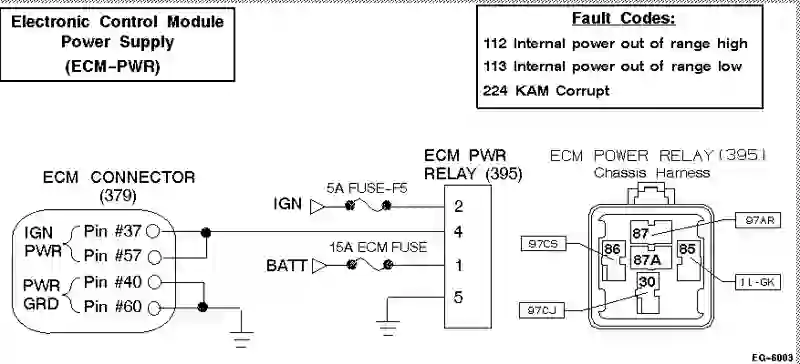 Electronic Control Module
Power Supply
(ECM-PWR)
Fault Codes:
112 Internal power out of range high
113 Internal power out of range low
224 KAM Corrupt
ECM CONNECTOR
(379)
IGN
PWR
Pin #37
Pin #57
PWR
GRD
Pin #40
Pin #60
IGN
5A FUSE-F5
BATT
15A ECM FUSE
ECM PWR
RELAY (395)
2
4
1
5
ECM POWER RELAY (395)
Chassis Harness
87
86
87A
85
30
97AR
97CS
11-GK
97CJ
EG-6003